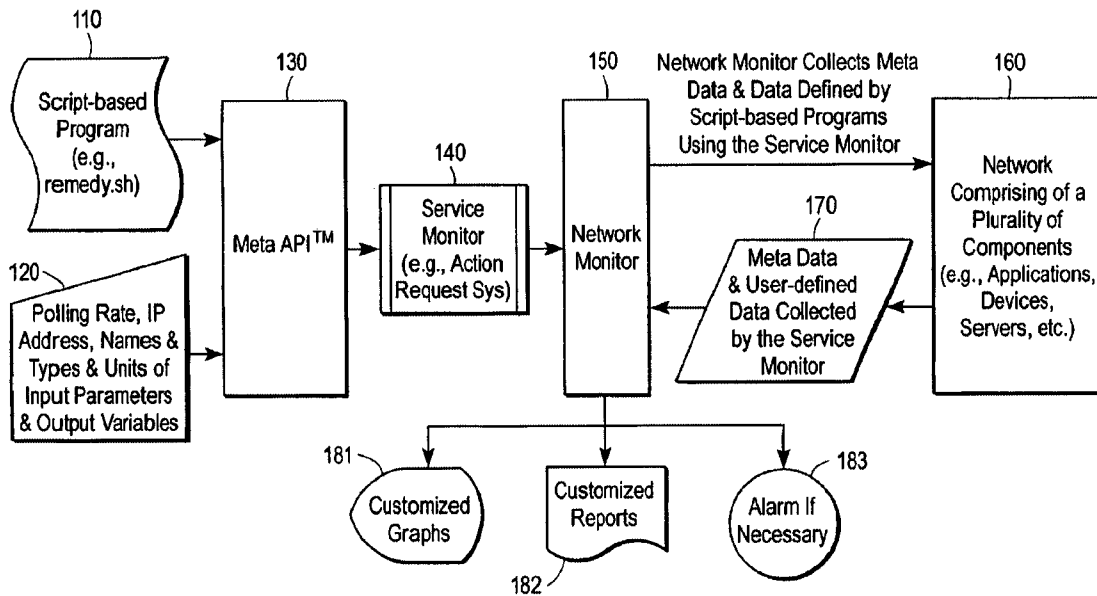 110
Script-based
Program
(e.g.,
remedy.sh)
120
Polling Rate, IP
Address, Names &
Types & Units of
Input Parameters
& Output Variables
130
Meta API™
140
Service
Monitor
(e.g., Action
Request Sys)
150
Network
Monitor
Network Monitor Collects Meta
Data & Data Defined by
Script-based Programs
Using the Service Monitor
160
Network
Comprising of a
Plurality of
Components
(e.g., Applications,
Devices,
Servers, etc.)
170
Meta Data
& User-defined
Data Collected
by the Service
Monitor
181
Customized
Graphs
Customized
Reports
182
183
Alarm If
Necessary